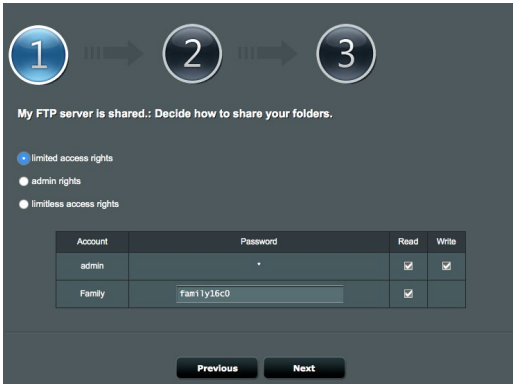 1 2 3
My FTP server is shared.: Decide how to share your folders.
limited access rights
admin rights
limitless access rights
Account Password Read Write
admin *
Family family16c0
Previous Next